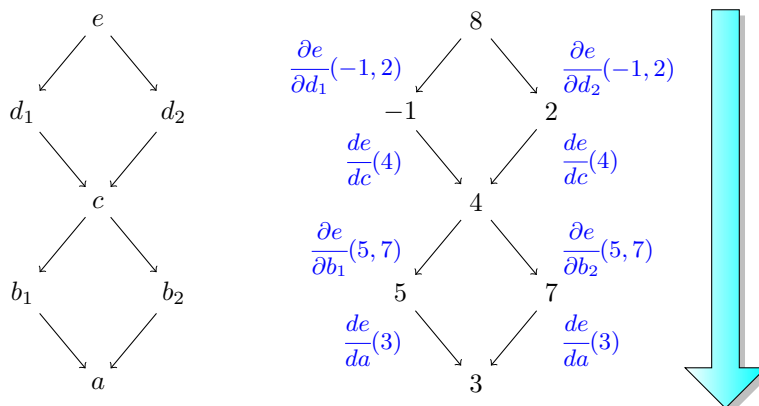 e 8
∂e/∂d₁(−1, 2) ∂e/∂d₂(−1, 2)
d₁ d₂ −1 2
de/dc(4) de/dc(4)
c 4
∂e/∂b₁(5, 7) ∂e/∂b₂(5, 7)
b₁ b₂ 5 7
de/da(3) de/da(3)
a 3